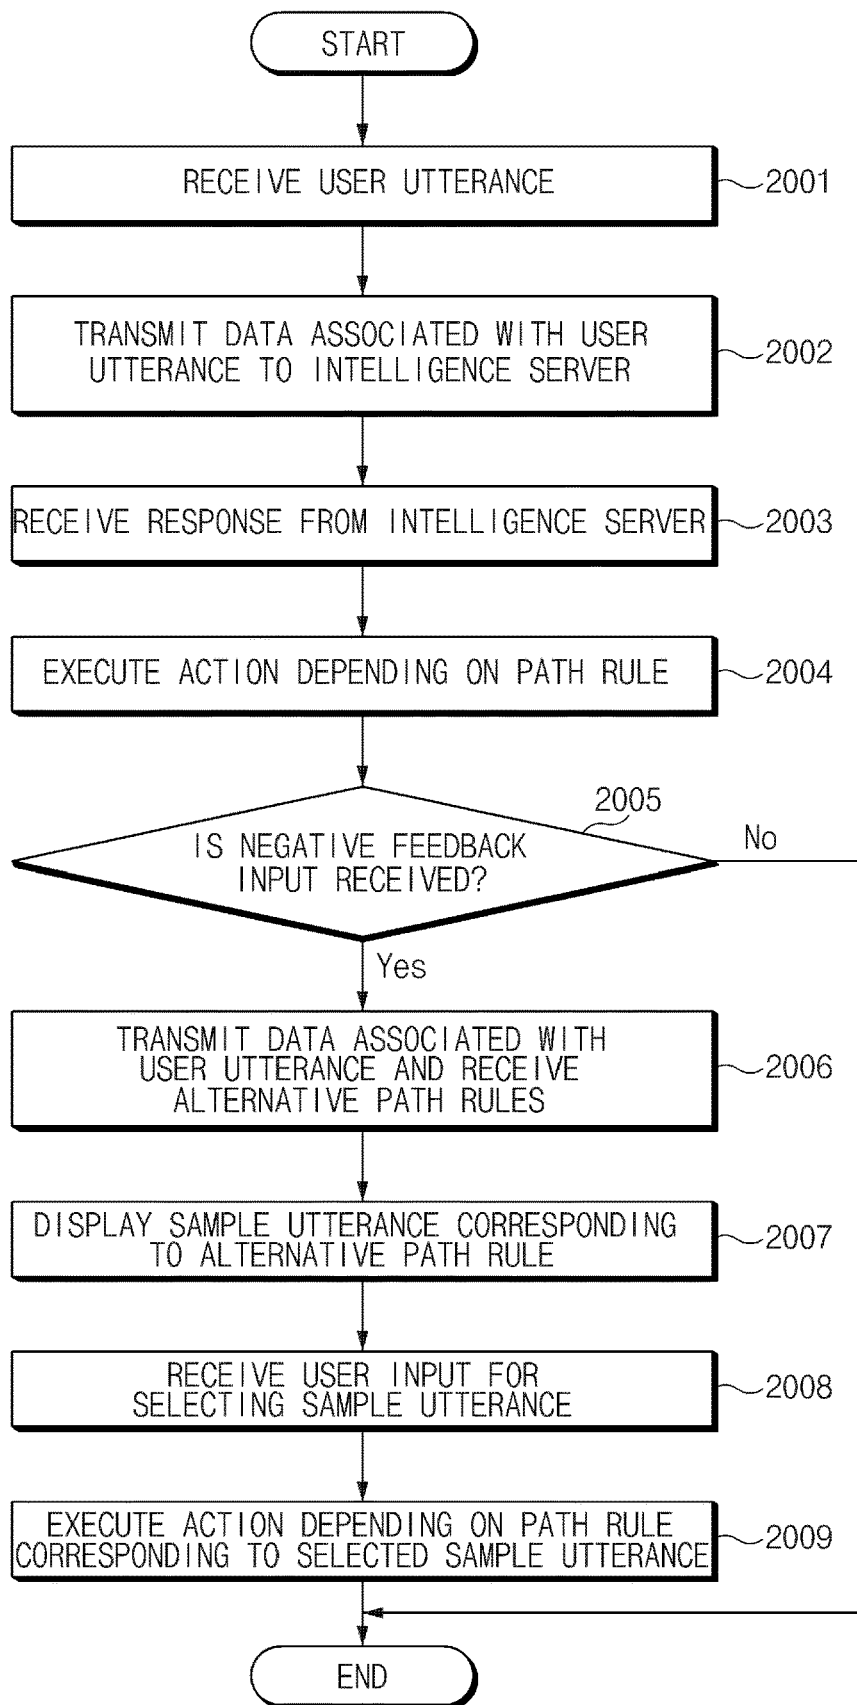 START
RECEIVE USER UTTERANCE
2001
TRANSMIT DATA ASSOCIATED WITH USER
UTTERANCE TO INTELLIGENCE SERVER
2002
RECEIVE RESPONSE FROM INTELLIGENCE SERVER
2003
EXECUTE ACTION DEPENDING ON PATH RULE
2004
2005
IS NEGATIVE FEEDBACK
INPUT RECEIVED?
No
Yes
TRANSMIT DATA ASSOCIATED WITH
USER UTTERANCE AND RECEIVE
ALTERNATIVE PATH RULES
2006
DISPLAY SAMPLE UTTERANCE CORRESPONDING
TO ALTERNATIVE PATH RULE
2007
RECEIVE USER INPUT FOR
SELECTING SAMPLE UTTERANCE
2008
EXECUTE ACTION DEPENDING ON PATH RULE
CORRESPONDING TO SELECTED SAMPLE UTTERANCE
2009
END